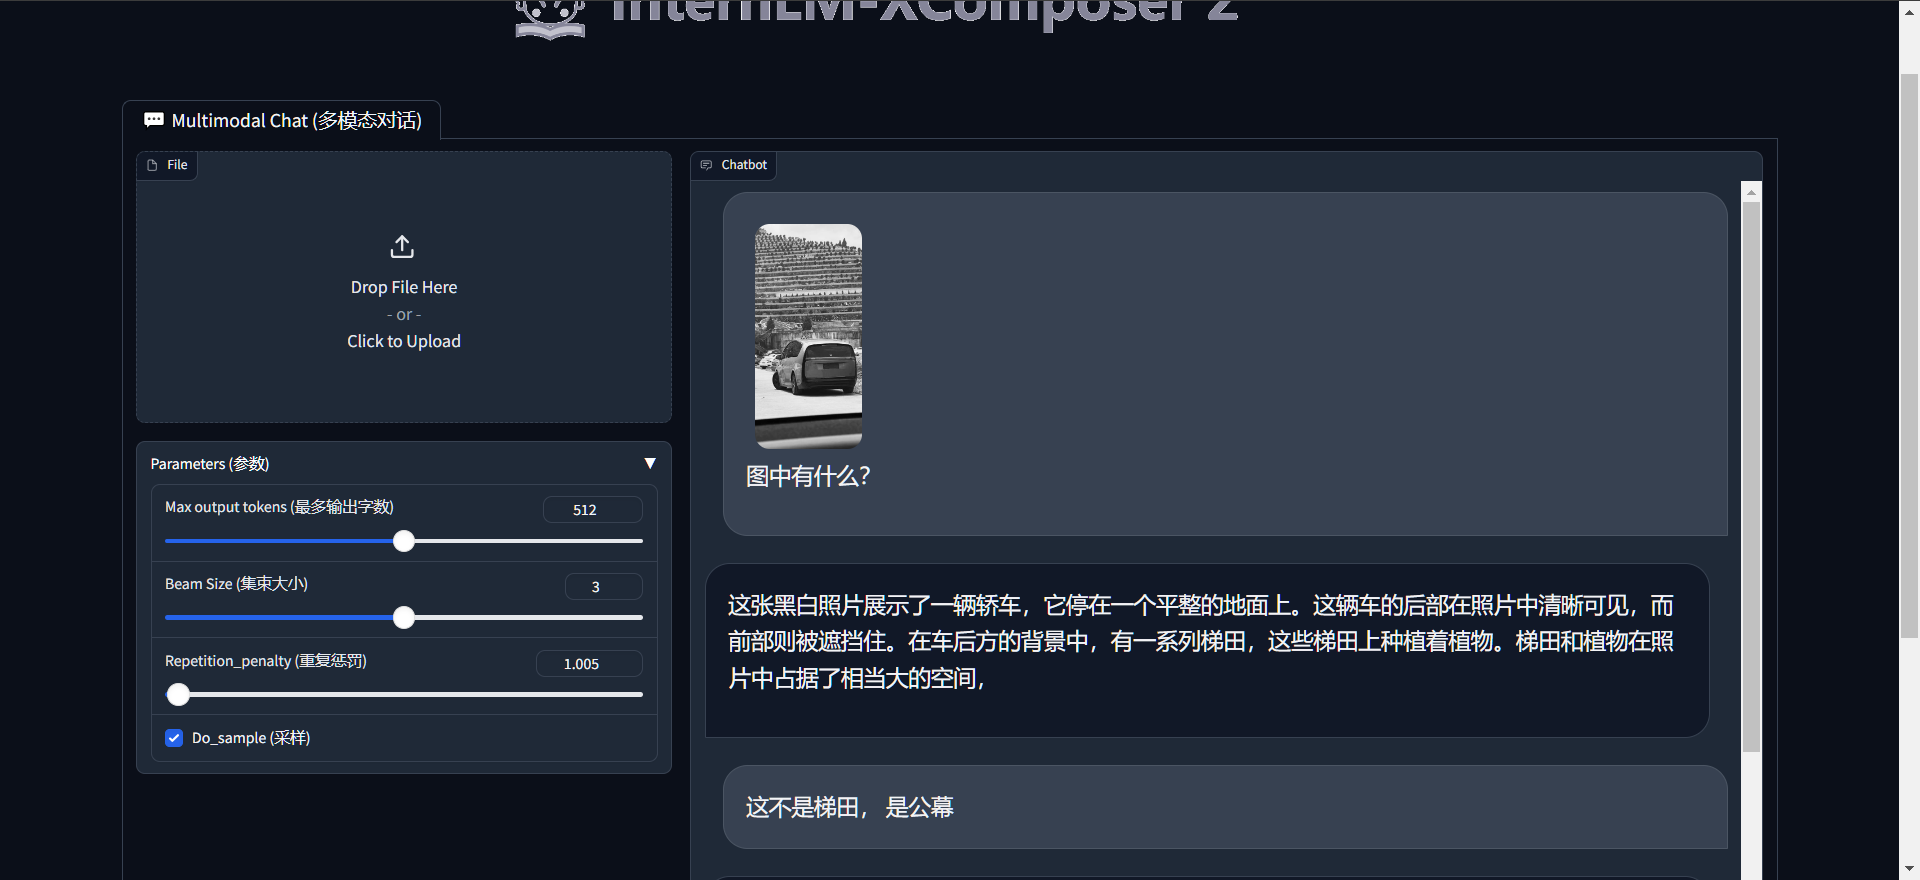 InternLM-XComposer 2
Multimodal Chat (多模态对话)
File
Drop File Here
- or -
Click to Upload
Parameters (参数)
▼
Max output tokens (最多输出字数)
512
Beam Size (集束大小)
3
Repetition_penalty (重复惩罚)
1.005
Do_sample (采样)
Chatbot
图中有什么?
这张黑白照片展示了一辆轿车，它停在一个平整的地面上。这辆车的后部在照片中清晰可见，而
前部则被遮挡住。在车后方的背景中，有一系列梯田，这些梯田上种植着植物。梯田和植物在照
片中占据了相当大的空间，
这不是梯田， 是公幕